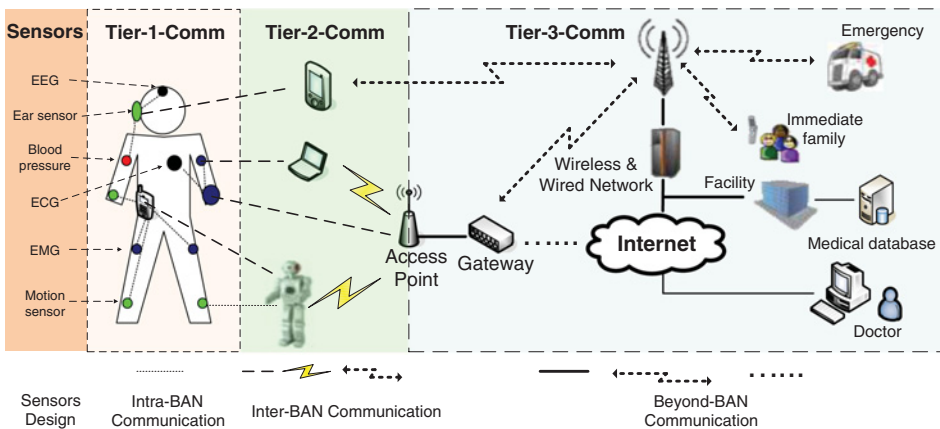 Sensors
Tier-1-Comm
Tier-2-Comm
Tier-3-Comm
EEG
Ear sensor
Blood
pressure
ECG
EMG
Motion
sensor
Access
Point
Gateway
Wireless &
Wired Network
Internet
Emergency
Immediate
family
Facility
Medical database
Doctor
Sensors
Design
Intra-BAN
Communication
Inter-BAN Communication
Beyond-BAN
Communication